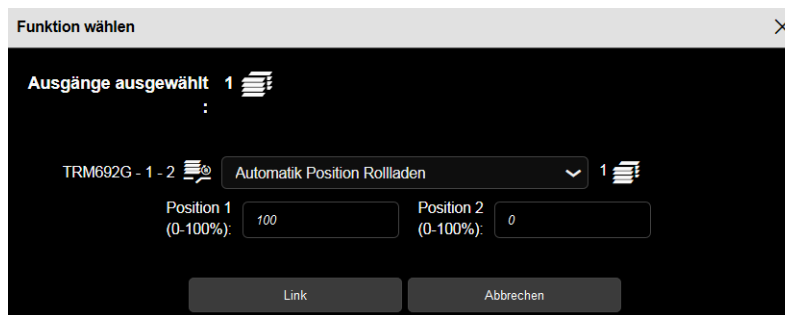 Funktion wählen
Ausgänge ausgewählt 1
:
TRM692G - 1 - 2 Automatik Position Rollladen 1
Position 1 Position 2
(0-100%): 100 (0-100%): 0
Link Abbrechen